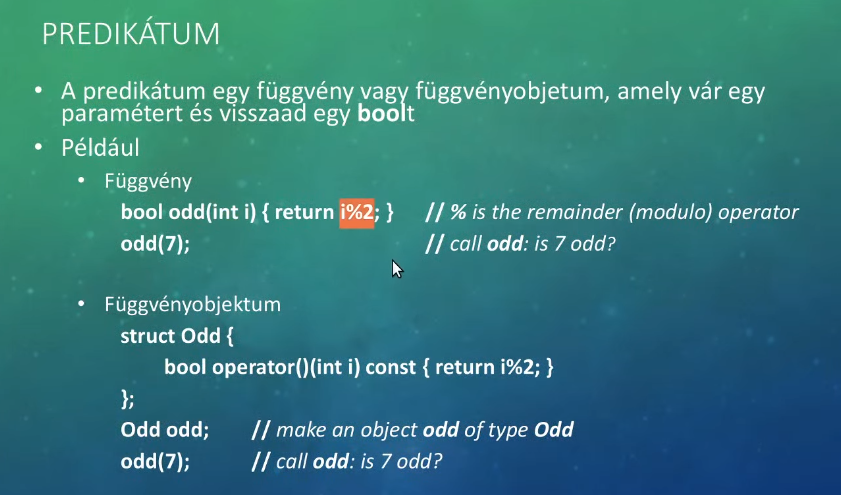 PREDIKÁTUM
• A predikátum egy függvény vagy függvényobjetum, amely vár egy
paramétert és visszaad egy boolt
• Például
• Függvény
bool odd(int i) { return i%2; } // % is the remainder (modulo) operator
odd(7); // call odd: is 7 odd?
• Függvényobjektum
struct Odd {
bool operator()(int i) const { return i%2; }
};
Odd odd; // make an object odd of type Odd
odd(7); // call odd: is 7 odd?